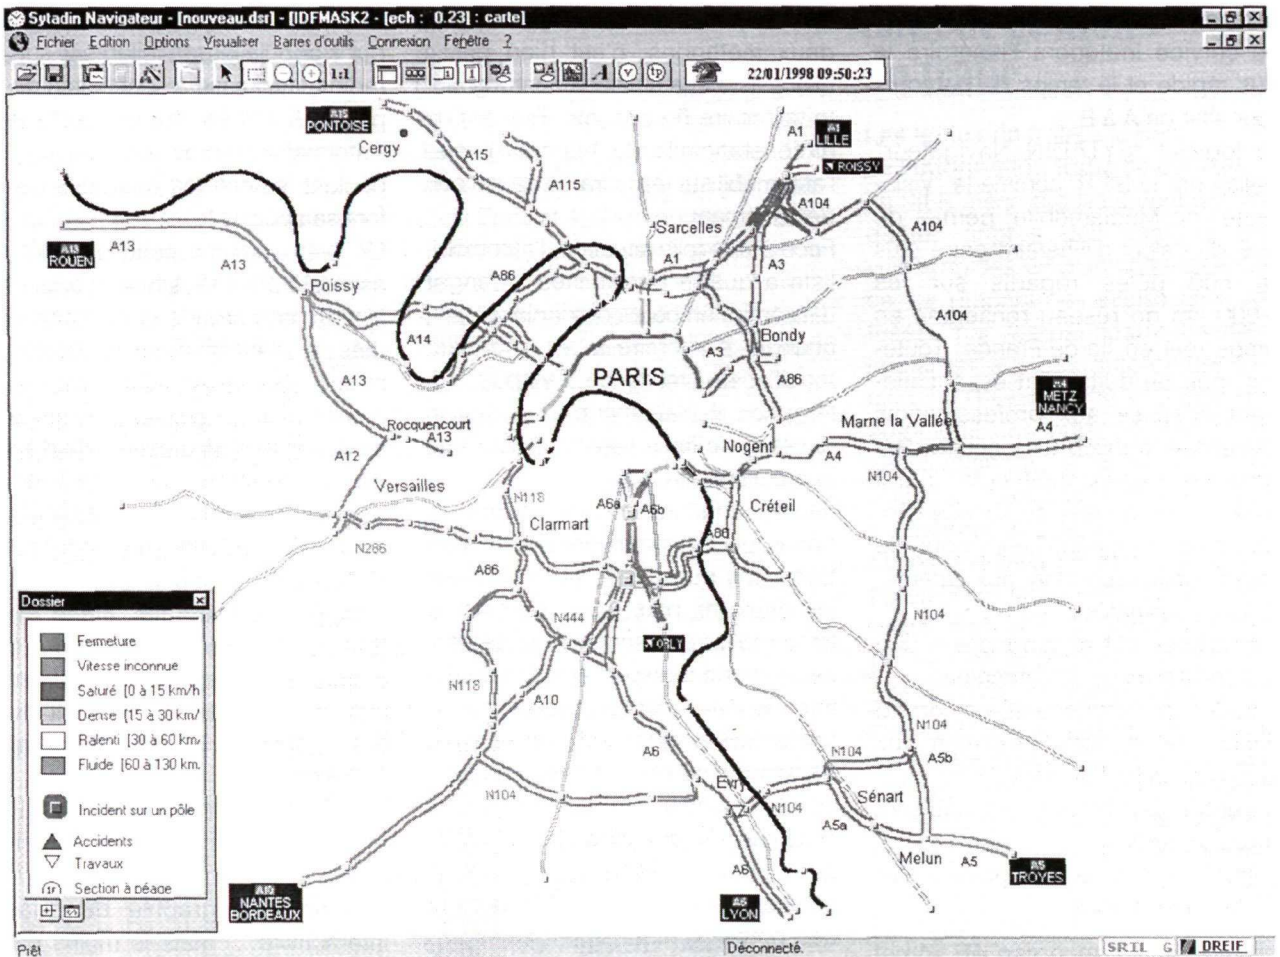 Sytadin Navigateur - [nouveau.dsr] - [IDFMASK2 - [ech : 0.23] : carte]
Fichier Edition Options Visualiser Barres d'outils Connexion Fenêtre ?
1:1 A V tp 22/01/1998 09:50:23
A15
PONTOISE
Cergy
A15
A115
A1
A1
LILLE
ROISSY
A104
Sarcelles
A104
A13
ROUEN
A13
A13
Poissy
A86
A1
A3
A104
A14
Bondy
A3
PARIS
A86
A13
A4
METZ
NANCY
Rocquencourt
A13
Marne la Vallée
A4
A12
Nogent
A4
N104
Versailles
N118
A6a
A6b
Créteil
Clarmart
N286
A86
A86
N444
N104
ORLY
N118
A10
N104
A6
N104
A5b
Evry
N104
N104
Sénart
A5a
Melun
A5
A5
TROYES
A6
A6
LYON
A10
NANTES
BORDEAUX
Dossier
Fermeture
Vitesse inconnue
Saturé [0 à 15 km/h
Dense [15 à 30 km/
Ralenti [30 à 60 km.
Fluide [60 à 130 km.
Incident sur un pôle
Accidents
Travaux
Section à péage
Prêt
Déconnecté.
SRIL G DREIF